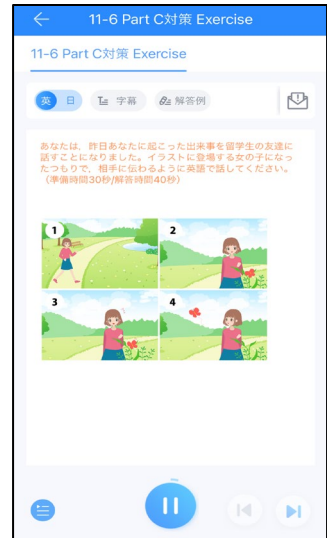 11-6 Part C対策 Exercise
11-6 Part C対策 Exercise
英 日 字幕 解答例
あなたは，昨日あなたに起こった出来事を留学生の友達に
話すことになりました。イラストに登場する女の子になっ
たつもりで，相手に伝わるように英語で話してください。
（準備時間30秒/解答時間40秒）
1 2
3 4